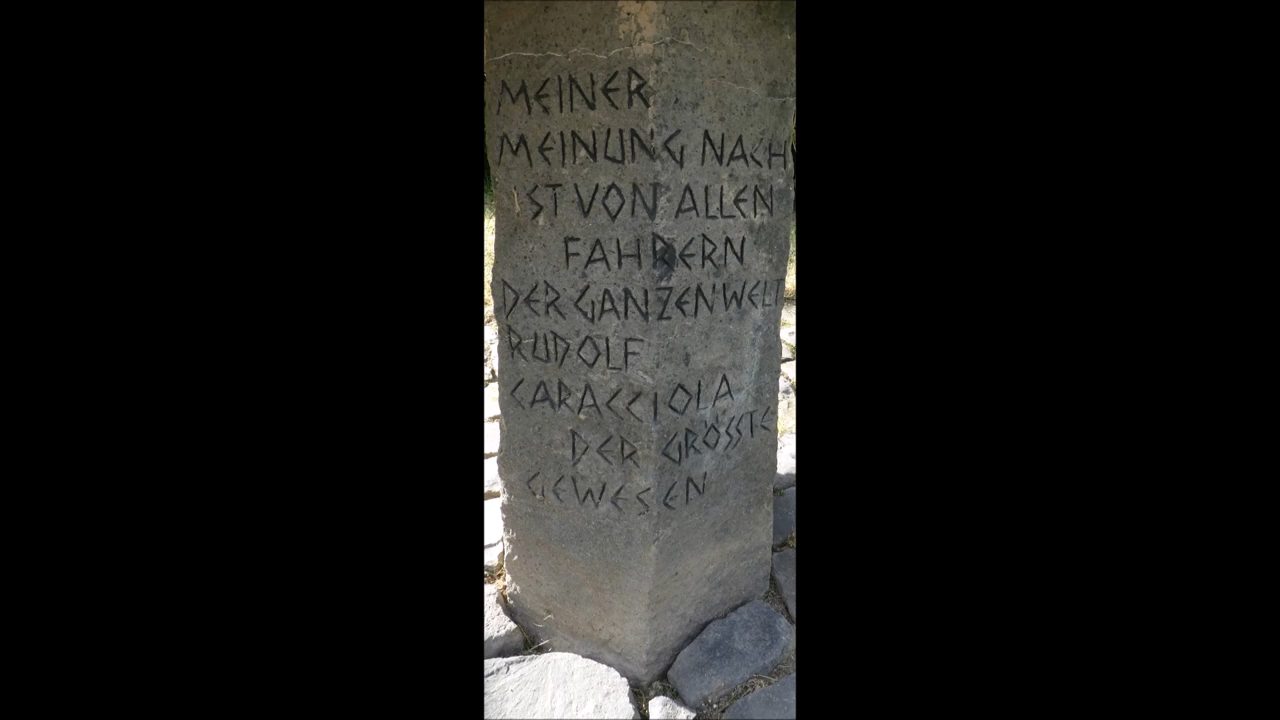 MEINER
MEINUNG NACH
IST VON ALLEN
FAHRERN
DER GANZEN WELT
RUDOLF
CARACCIOLA
DER GRÖSSTE
GEWESEN